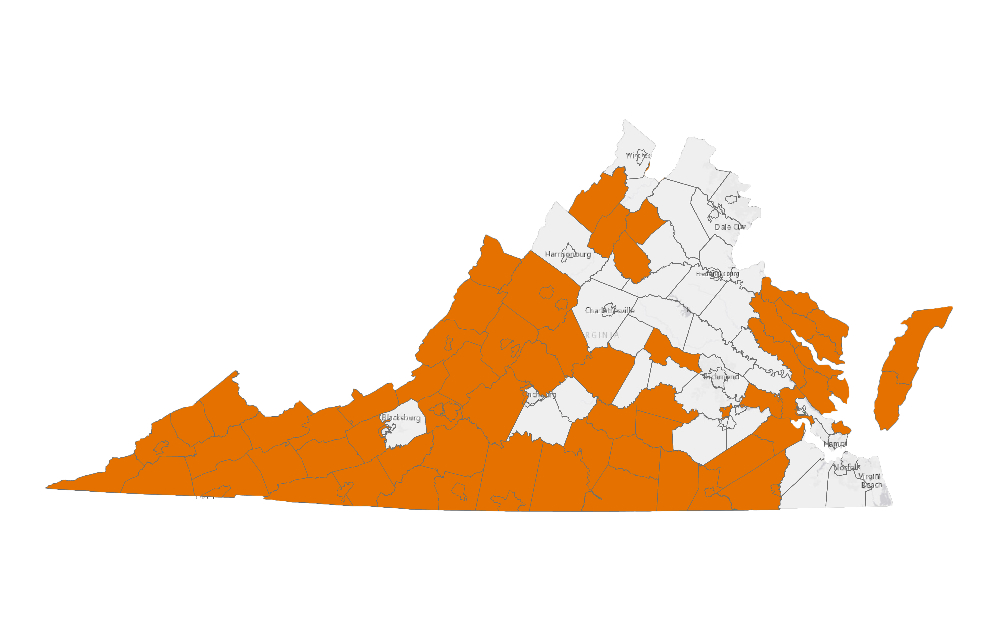 Harrisonburg
Dale City
Fredericksburg
Charlottesville
RGINIA
Richmond
Blacksburg
Norfolk
Virgini
Beach